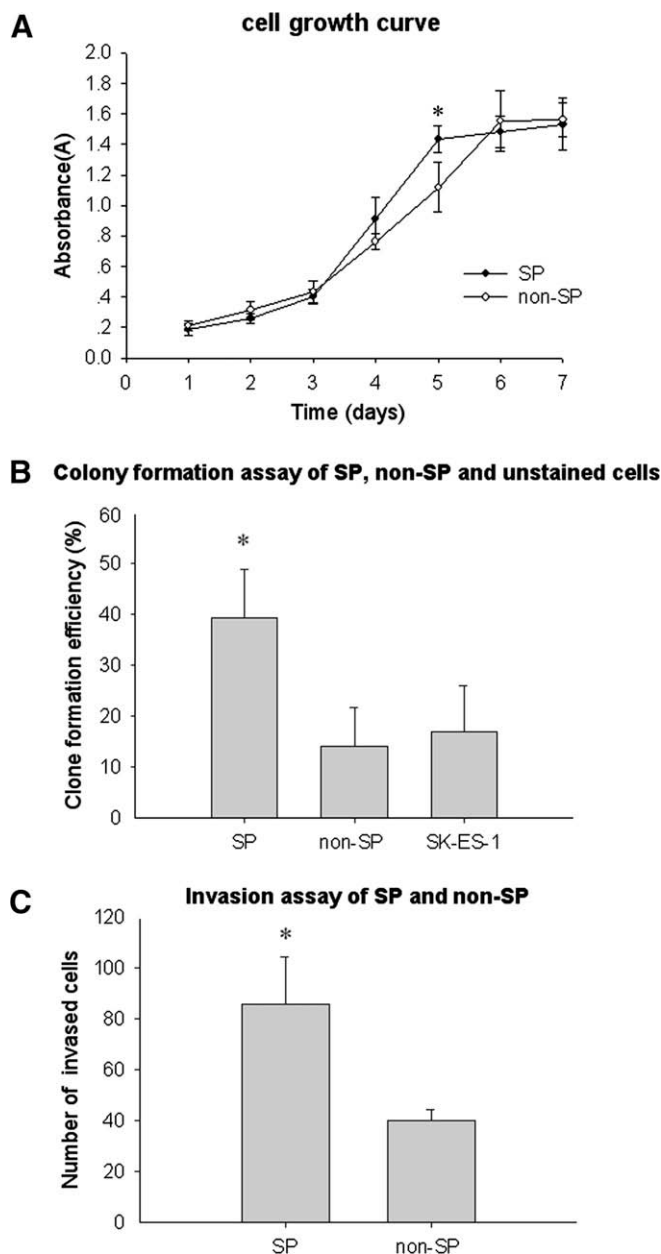 A
cell growth curve
2.0
1.6
1.4
1.2
1.0
.8
.6
.4
.2
0.0
Absorbance(A)
*
SP
non-SP
0 1 2 3 4 5 6 7
Time (days)
B Colony formation assay of SP, non-SP and unstained cells
60
50
40
30
20
10
0
Clone formation efficiency (%)
*
SP non-SP SK-ES-1
C Invasion assay of SP and non-SP
120
100
80
60
40
20
0
Number of invased cells
*
SP non-SP